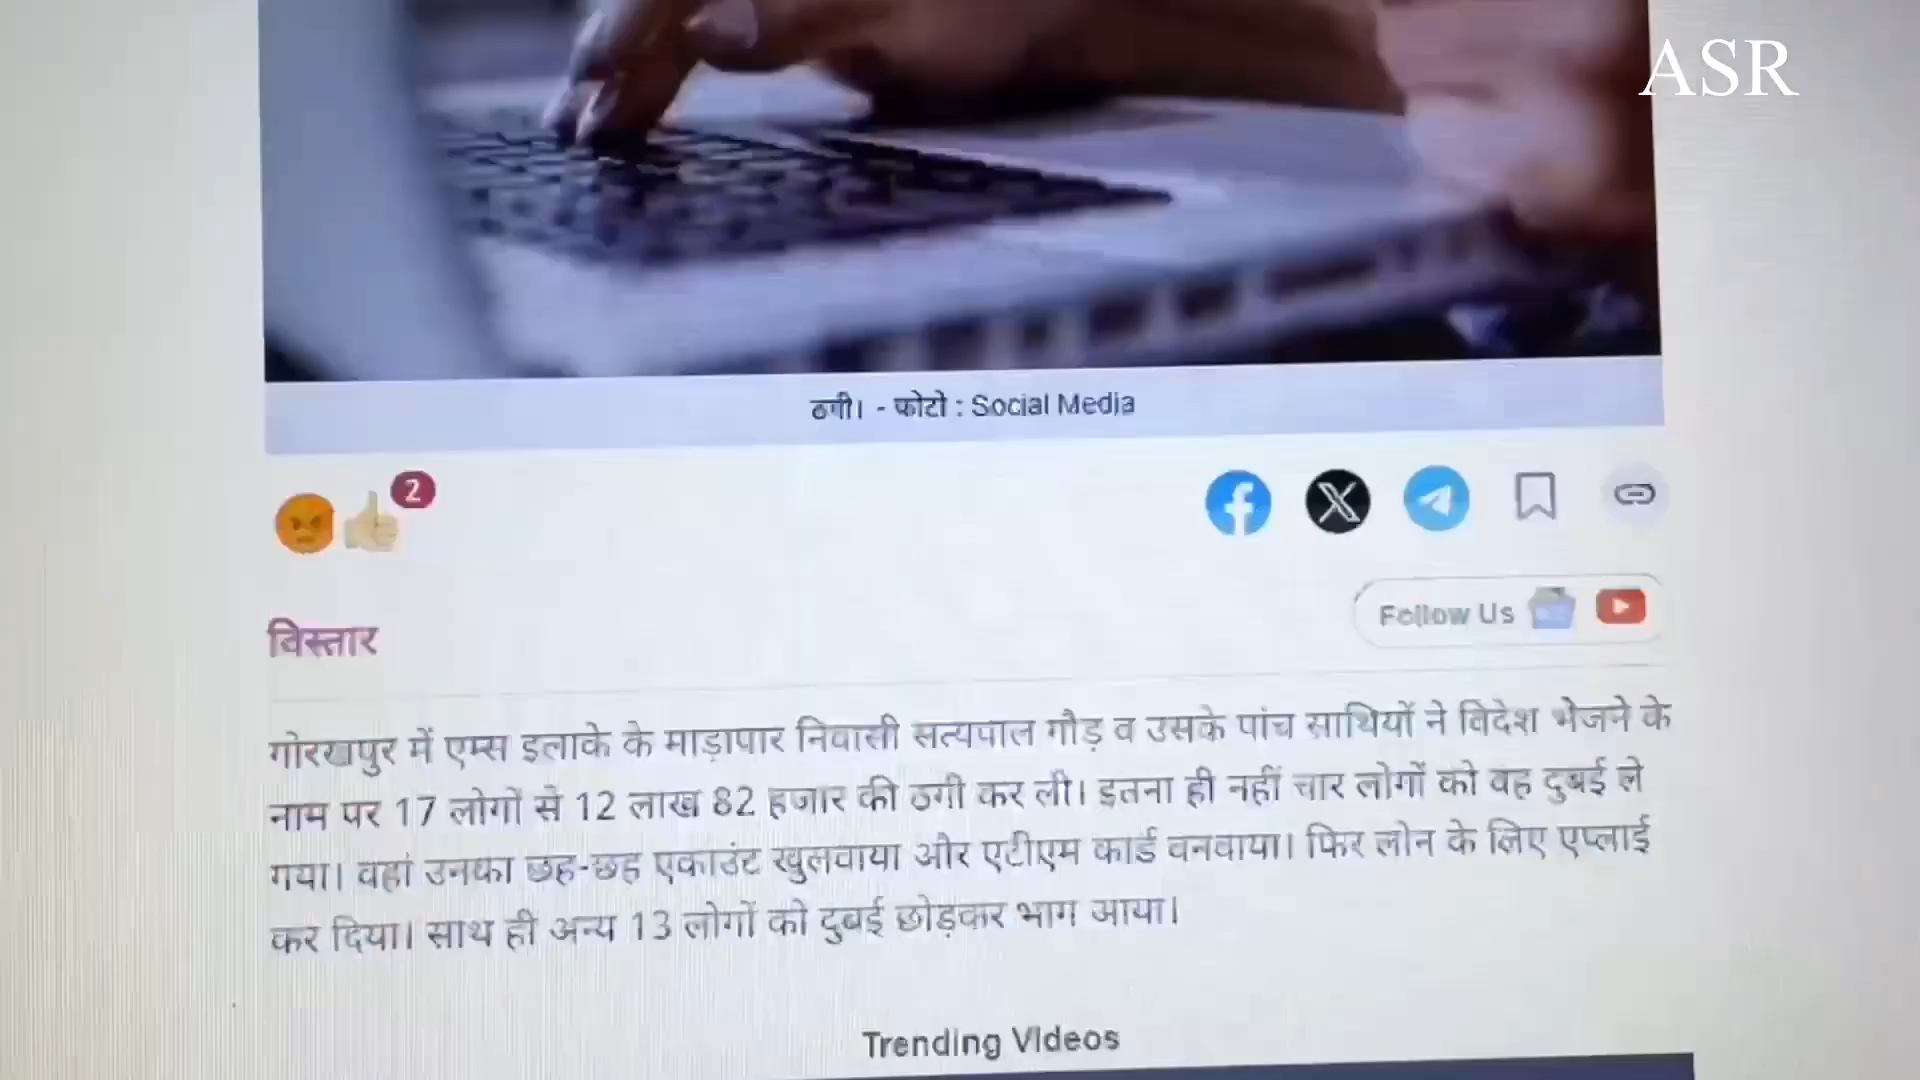 ASR
ठगी। - फोटो : Social Media
2
Follow Us
विस्तार
गोरखपुर में एम्स इलाके के माड़ापार निवासी सत्यपाल गौड़ व उसके पांच साथियों ने विदेश भेजने के
नाम पर 17 लोगों से 12 लाख 82 हजार की ठगी कर ली। इतना ही नहीं चार लोगों को वह दुबई ले
गया। वहां उनका छह-छह एकाउंट खुलवाया और एटीएम कार्ड बनवाया। फिर लोन के लिए एप्लाई
कर दिया। साथ ही अन्य 13 लोगों को दुबई छोड़कर भाग आया।
Trending Videos